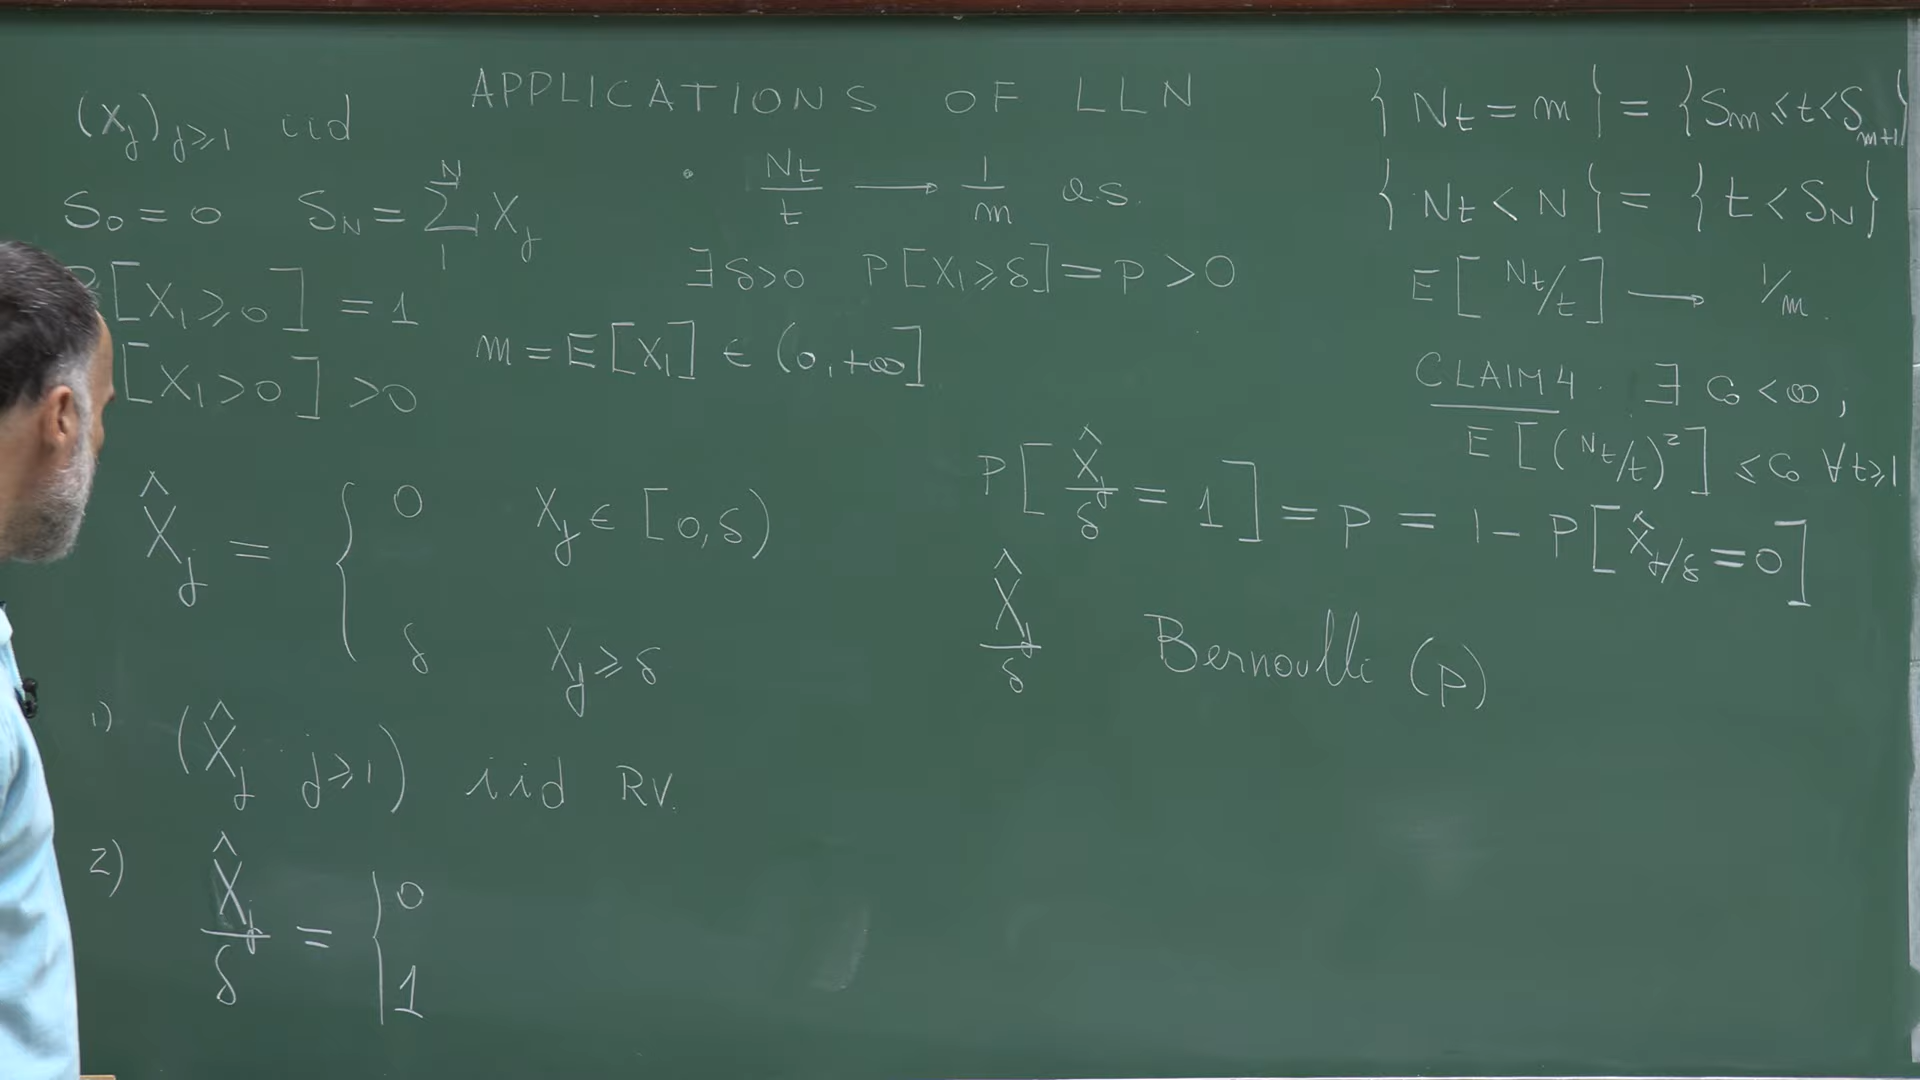 APPLICATIONS OF LLN
(X_j)_{j≥1} iid
S_0 = 0 S_N = \sum_1^N X_j
P[X_1 ≥ 0] = 1
[X_1 > 0] > 0
m = E[X_1] ∈ (0, +∞]
• N_t/t → 1/m a.s.
∃ δ>0 P[X_1 ≥ δ] = p > 0
{N_t = m} = {S_m ≤ t < S_{m+1}}
{N_t < N} = {t < S_N}
E[N_t/t] → 1/m.
CLAIM 4. ∃ C_0 < ∞,
E[(N_t/t)^2] ≤ C_0 ∀t≥1
X̂_j = { 0 X_j ∈ [0,δ)
δ X_j ≥ δ
1) (X̂_j j≥1) iid RV.
2) X̂_j/δ = { 0
1
P[X̂_j/δ = 1] = p = 1 - P[X̂_j/δ = 0]
X̂_j/δ Bernoulli (p)